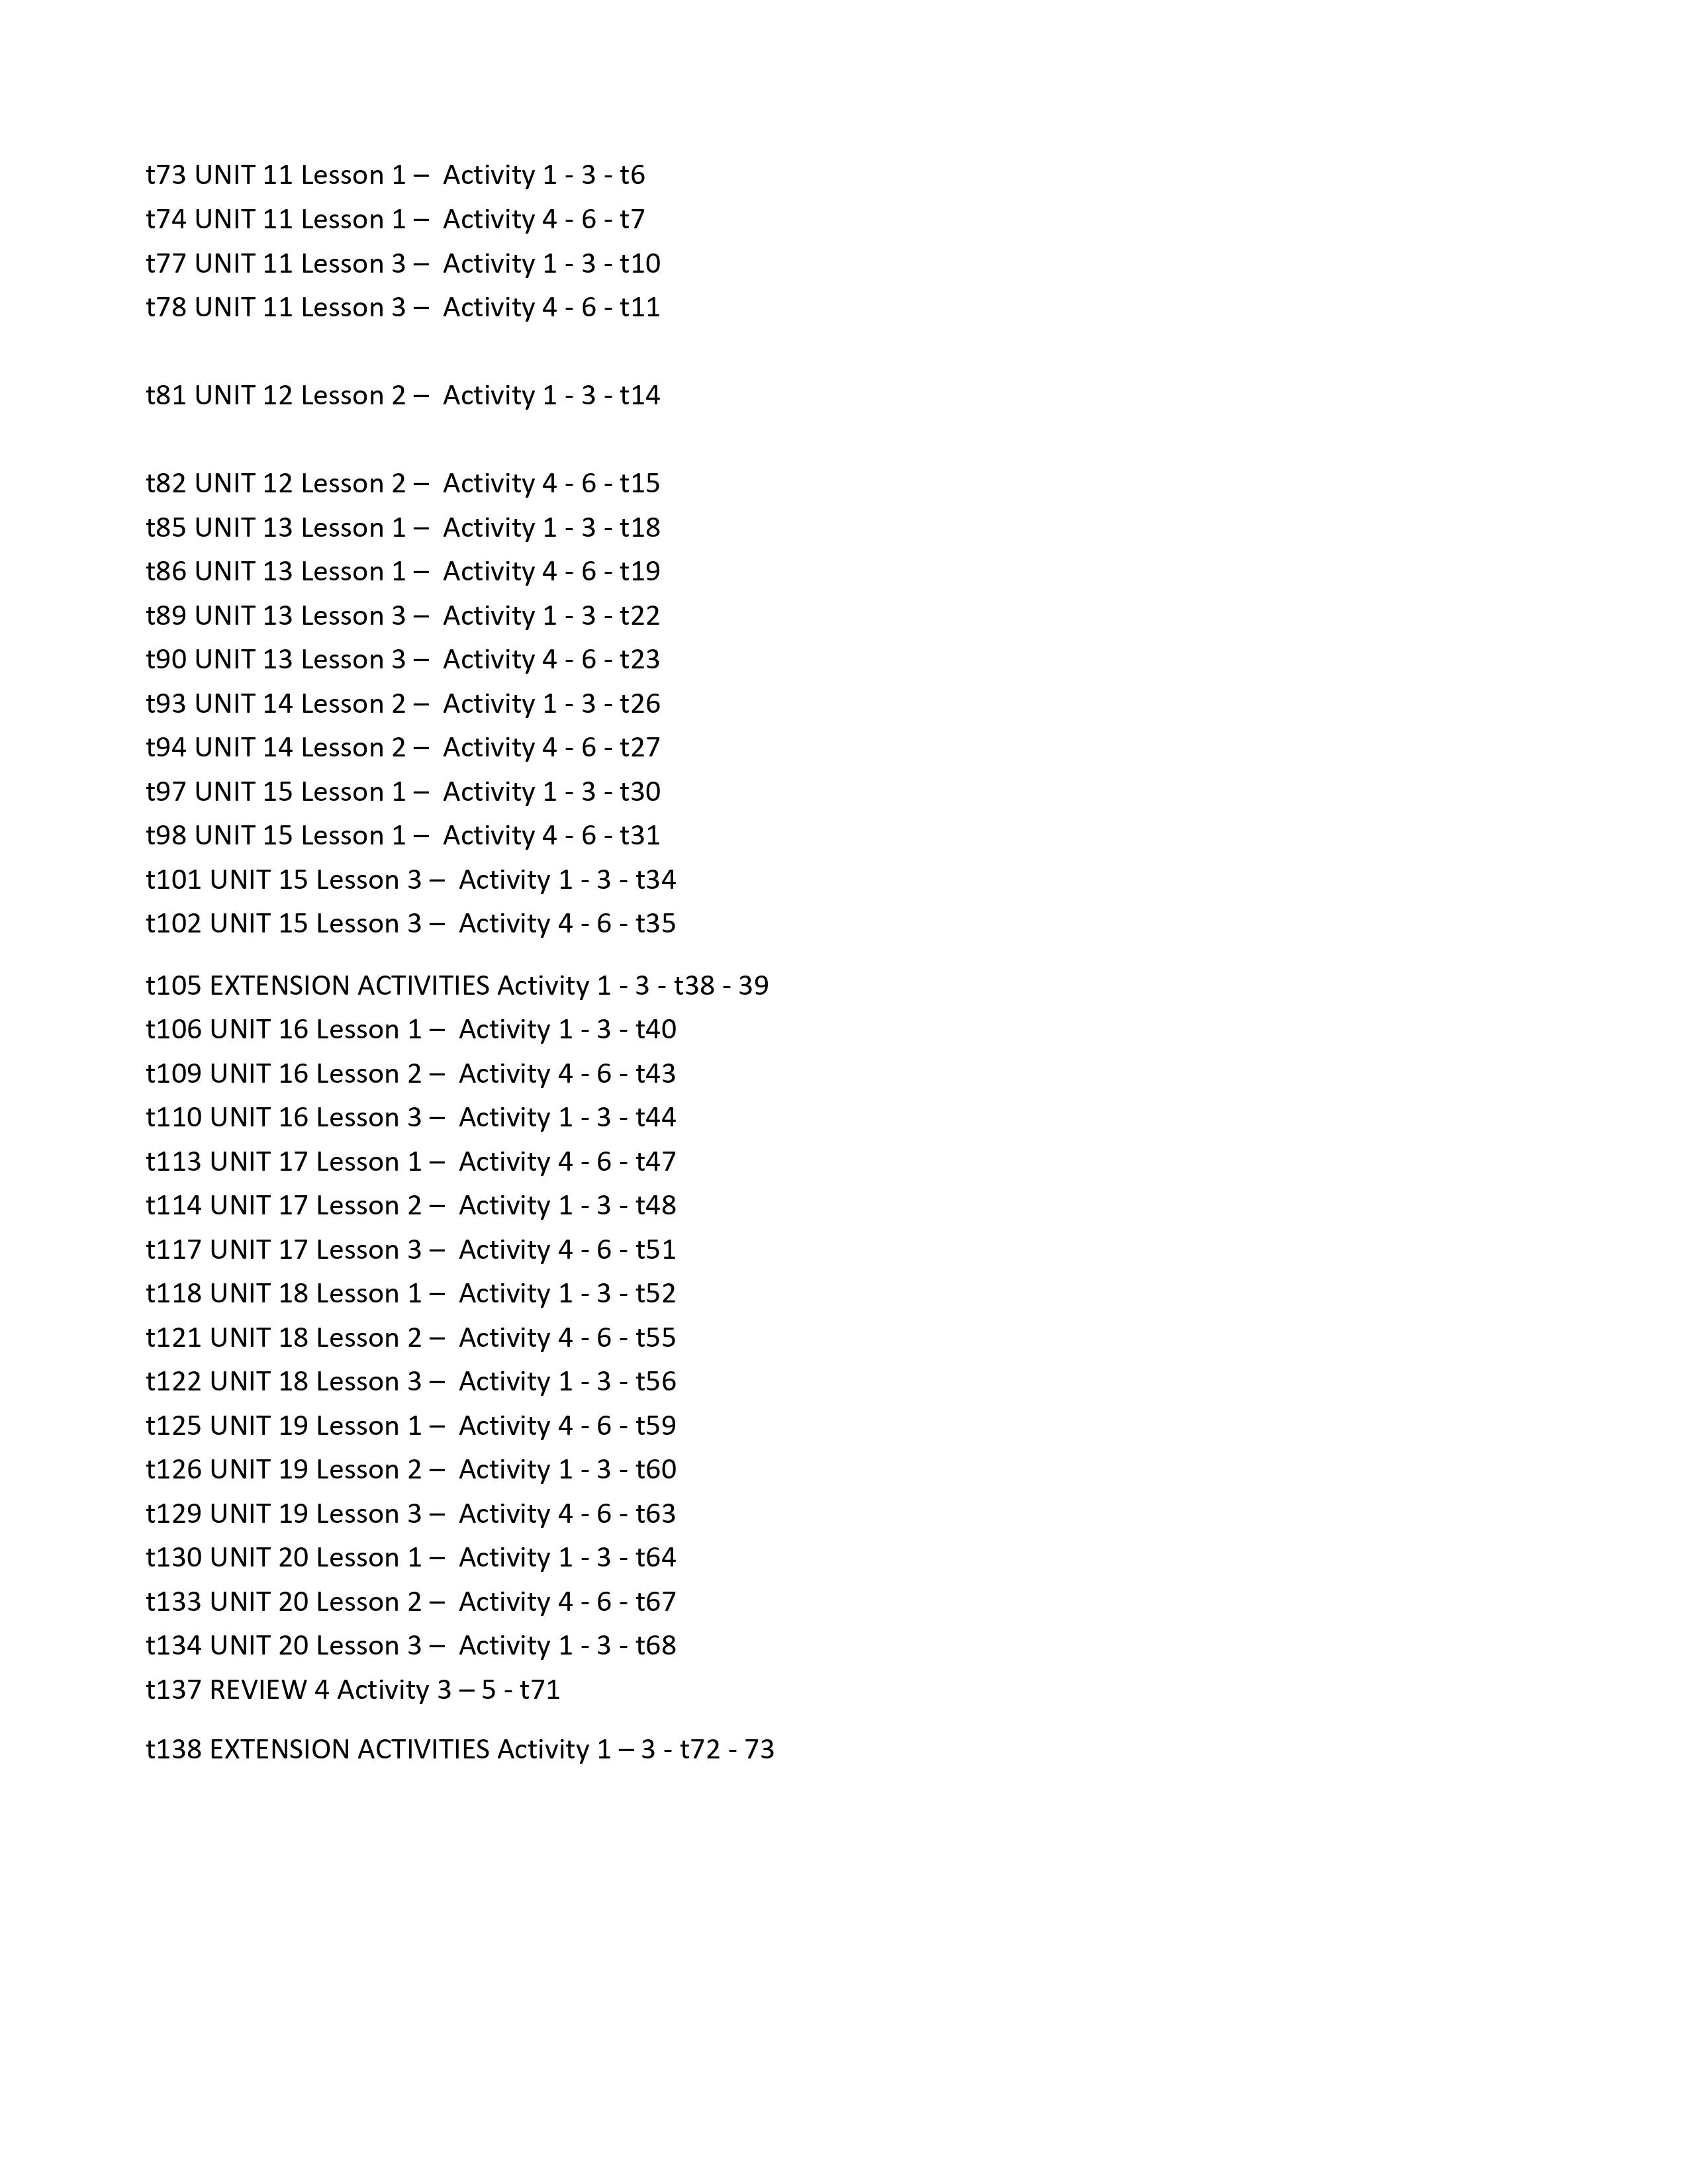 t73 UNIT 11 Lesson 1 –  Activity 1 - 3 - t6
t74 UNIT 11 Lesson 1 –  Activity 4 - 6 - t7
t77 UNIT 11 Lesson 3 –  Activity 1 - 3 - t10
t78 UNIT 11 Lesson 3 –  Activity 4 - 6 - t11
t81 UNIT 12 Lesson 2 –  Activity 1 - 3 - t14
t82 UNIT 12 Lesson 2 –  Activity 4 - 6 - t15
t85 UNIT 13 Lesson 1 –  Activity 1 - 3 - t18
t86 UNIT 13 Lesson 1 –  Activity 4 - 6 - t19
t89 UNIT 13 Lesson 3 –  Activity 1 - 3 - t22
t90 UNIT 13 Lesson 3 –  Activity 4 - 6 - t23
t93 UNIT 14 Lesson 2 –  Activity 1 - 3 - t26
t94 UNIT 14 Lesson 2 –  Activity 4 - 6 - t27
t97 UNIT 15 Lesson 1 –  Activity 1 - 3 - t30
t98 UNIT 15 Lesson 1 –  Activity 4 - 6 - t31
t101 UNIT 15 Lesson 3 –  Activity 1 - 3 - t34
t102 UNIT 15 Lesson 3 –  Activity 4 - 6 - t35
t105 EXTENSION ACTIVITIES Activity 1 - 3 - t38 - 39
t106 UNIT 16 Lesson 1 –  Activity 1 - 3 - t40
t109 UNIT 16 Lesson 2 –  Activity 4 - 6 - t43
t110 UNIT 16 Lesson 3 –  Activity 1 - 3 - t44
t113 UNIT 17 Lesson 1 –  Activity 4 - 6 - t47
t114 UNIT 17 Lesson 2 –  Activity 1 - 3 - t48
t117 UNIT 17 Lesson 3 –  Activity 4 - 6 - t51
t118 UNIT 18 Lesson 1 –  Activity 1 - 3 - t52
t121 UNIT 18 Lesson 2 –  Activity 4 - 6 - t55
t122 UNIT 18 Lesson 3 –  Activity 1 - 3 - t56
t125 UNIT 19 Lesson 1 –  Activity 4 - 6 - t59
t126 UNIT 19 Lesson 2 –  Activity 1 - 3 - t60
t129 UNIT 19 Lesson 3 –  Activity 4 - 6 - t63
t130 UNIT 20 Lesson 1 –  Activity 1 - 3 - t64
t133 UNIT 20 Lesson 2 –  Activity 4 - 6 - t67
t134 UNIT 20 Lesson 3 –  Activity 1 - 3 - t68
t137 REVIEW 4 Activity 3 – 5 - t71
t138 EXTENSION ACTIVITIES Activity 1 – 3 - t72 - 73